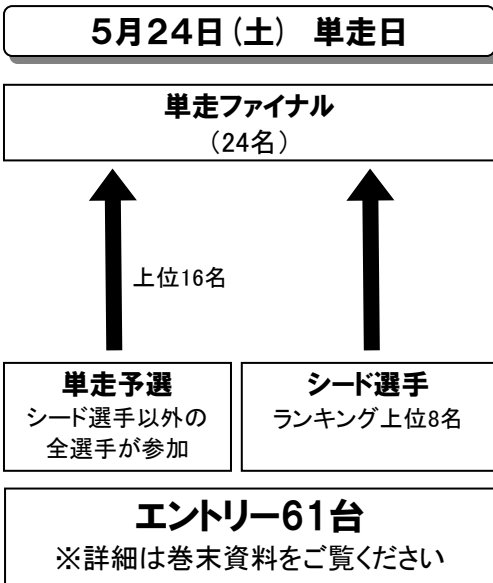 5月24日(土) 単走日
単走ファイナル
(24名)
上位16名
単走予選
シード選手以外の
全選手が参加
シード選手
ランキング上位8名
エントリー61台
※詳細は巻末資料をご覧ください